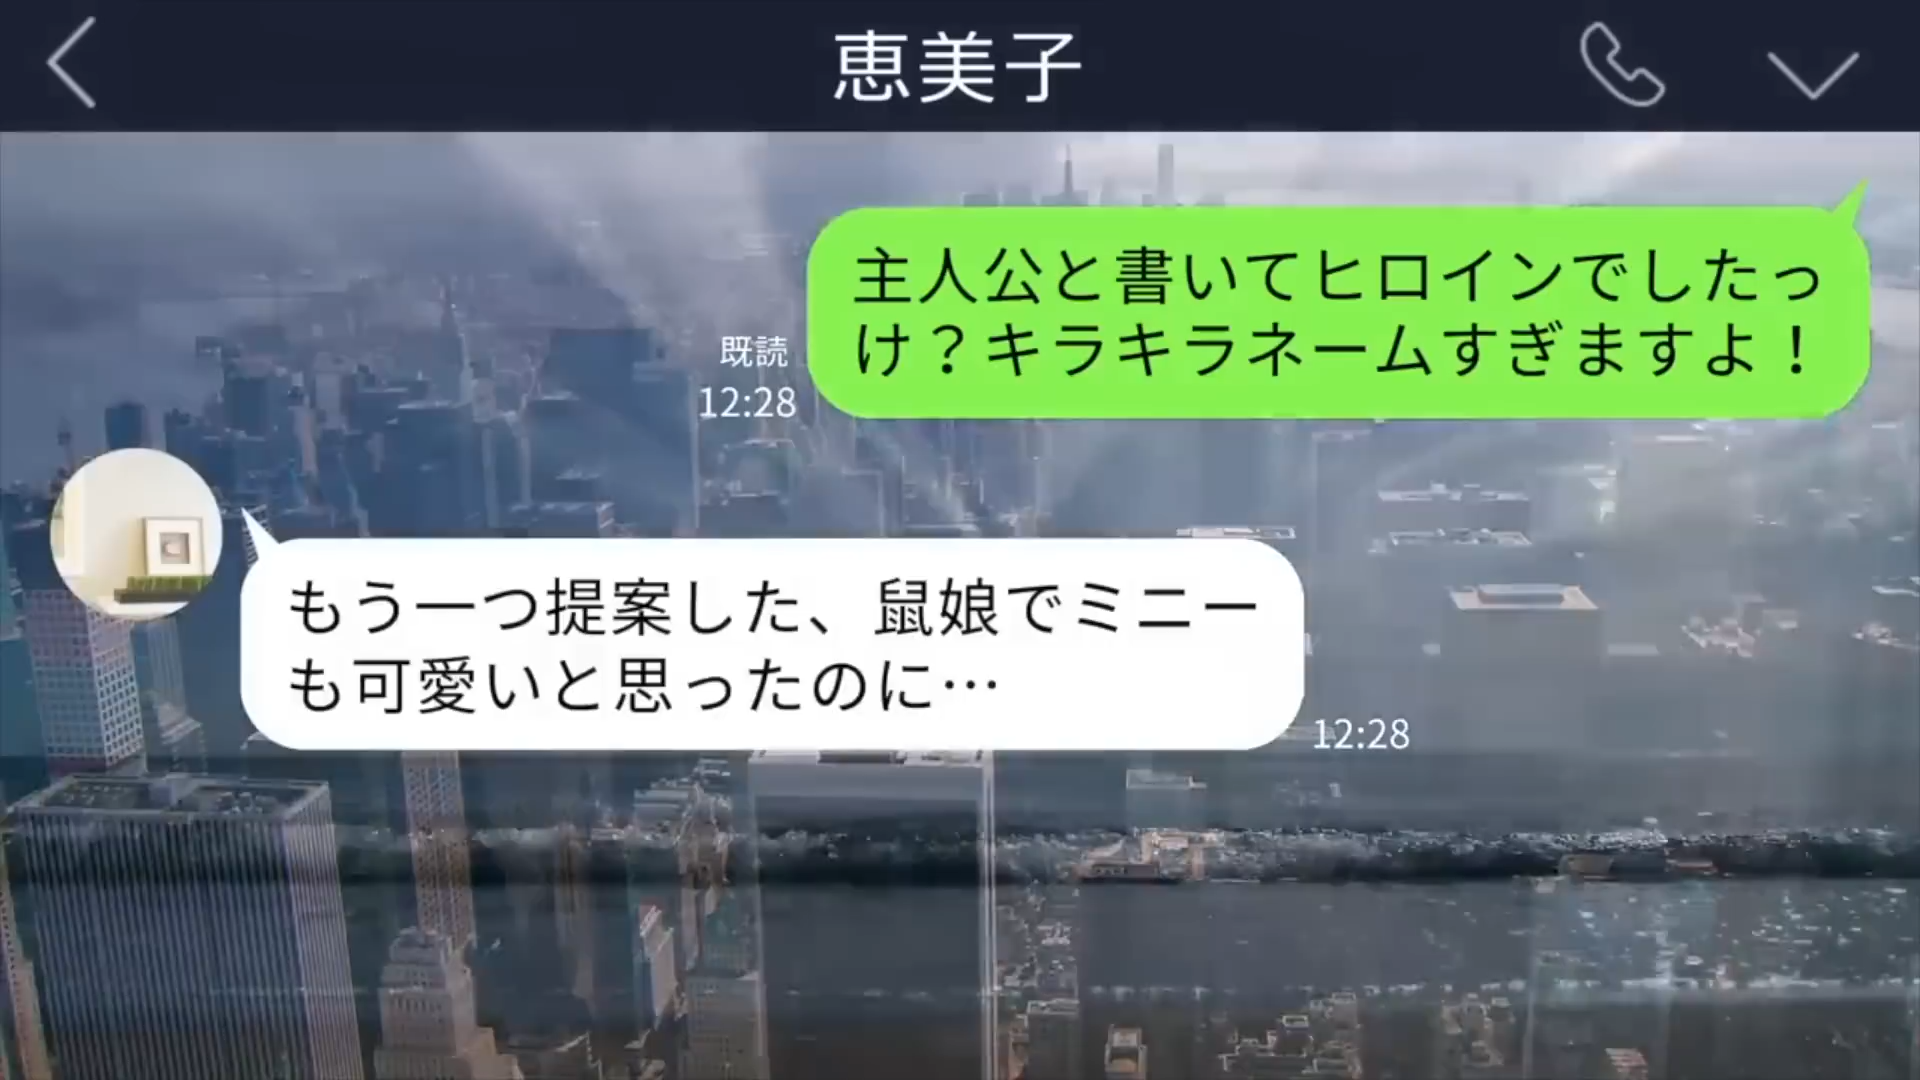 恵美子
主人公と書いてヒロインでしたっ
け？キラキラネームすぎますよ！
既読
12:28
もう一つ提案した、鼠娘でミニー
も可愛いと思ったのに…
12:28